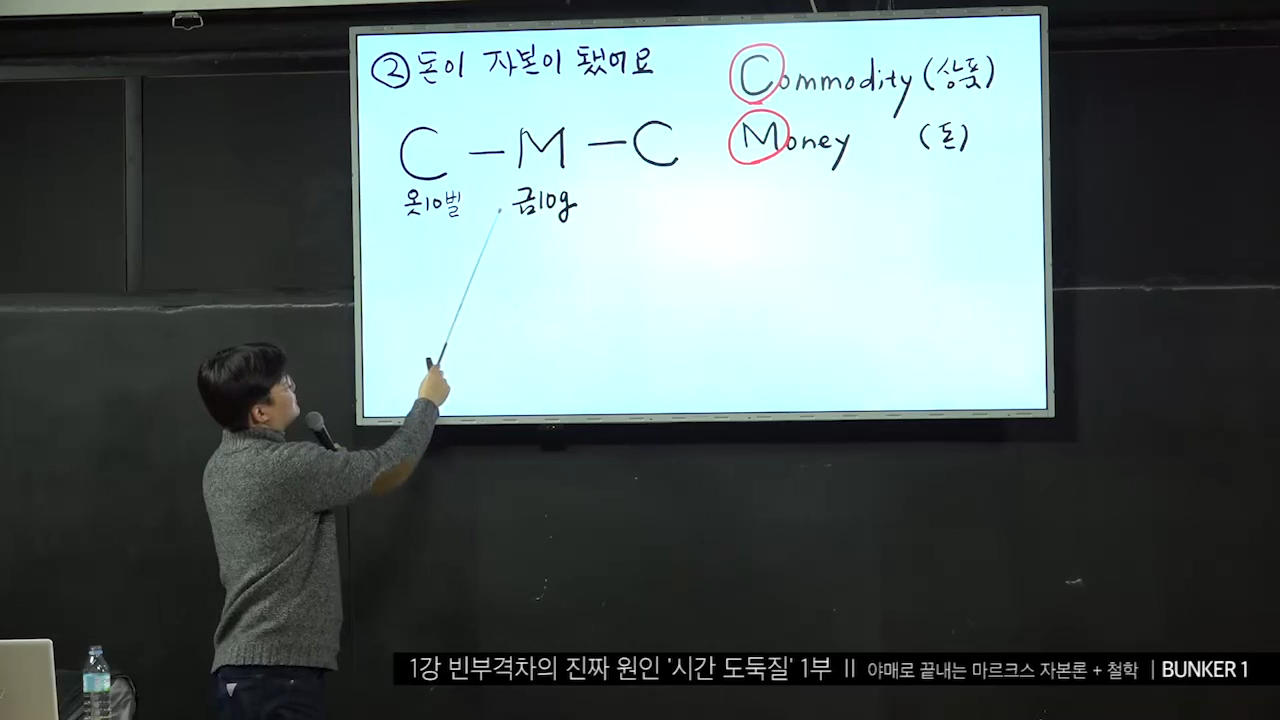 ② 돈이 자본이 됐어요
Commodity (상품)
Money (돈)
C — M — C
옷10벌 금10g
1강 빈부격차의 진짜 원인 '시간 도둑질' 1부 II 야매로 끝내는 마르크스 자본론 + 철학 | BUNKER 1